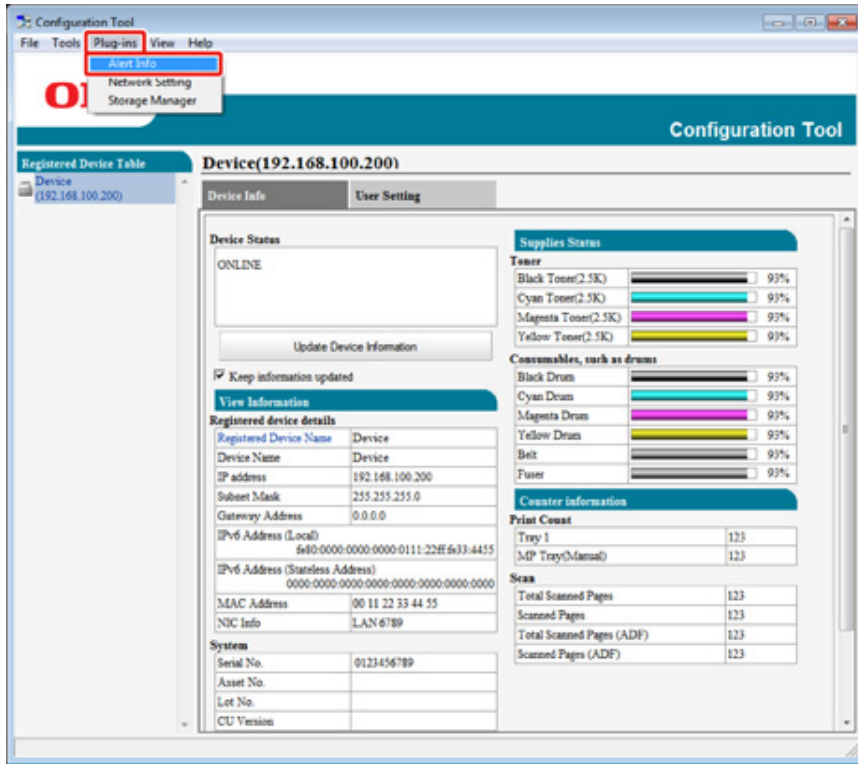 Configuration Tool
File Tools Plug-ins View Help
Alert Info
Network Setting
Storage Manager
Configuration Tool
Registered Device Table
Device
(192.168.100.200)
Device(192.168.100.200)
Device Info User Setting
Device Status
ONLINE
Update Device Information
Keep information updated
View Information
Registered device details
Registered Device Name Device
Device Name Device
IP address 192.168.100.200
Subnet Mask 255.255.255.0
Gateway Address 0.0.0.0
IPv6 Address (Local)
fe80:0000:0000:0000:0111:22ff:fe33:4455
IPv6 Address (Stateless Address)
0000:0000:0000:0000:0000:0000:0000:0000
MAC Address 00 11 22 33 44 55
NIC Info LAN 6789
System
Serial No. 0123456789
Asset No.
Lot No.
CU Version
Supplies Status
Toner
Black Toner(2.5K) 93%
Cyan Toner(2.5K) 93%
Magenta Toner(2.5K) 93%
Yellow Toner(2.5K) 93%
Consumables, such as drums
Black Drum 93%
Cyan Drum 93%
Magenta Drum 93%
Yellow Drum 93%
Belt 93%
Fuser 93%
Counter information
Print Count
Tray 1 123
MP Tray(Manual) 123
Scan
Total Scanned Pages 123
Scanned Pages 123
Total Scanned Pages (ADF) 123
Scanned Pages (ADF) 123